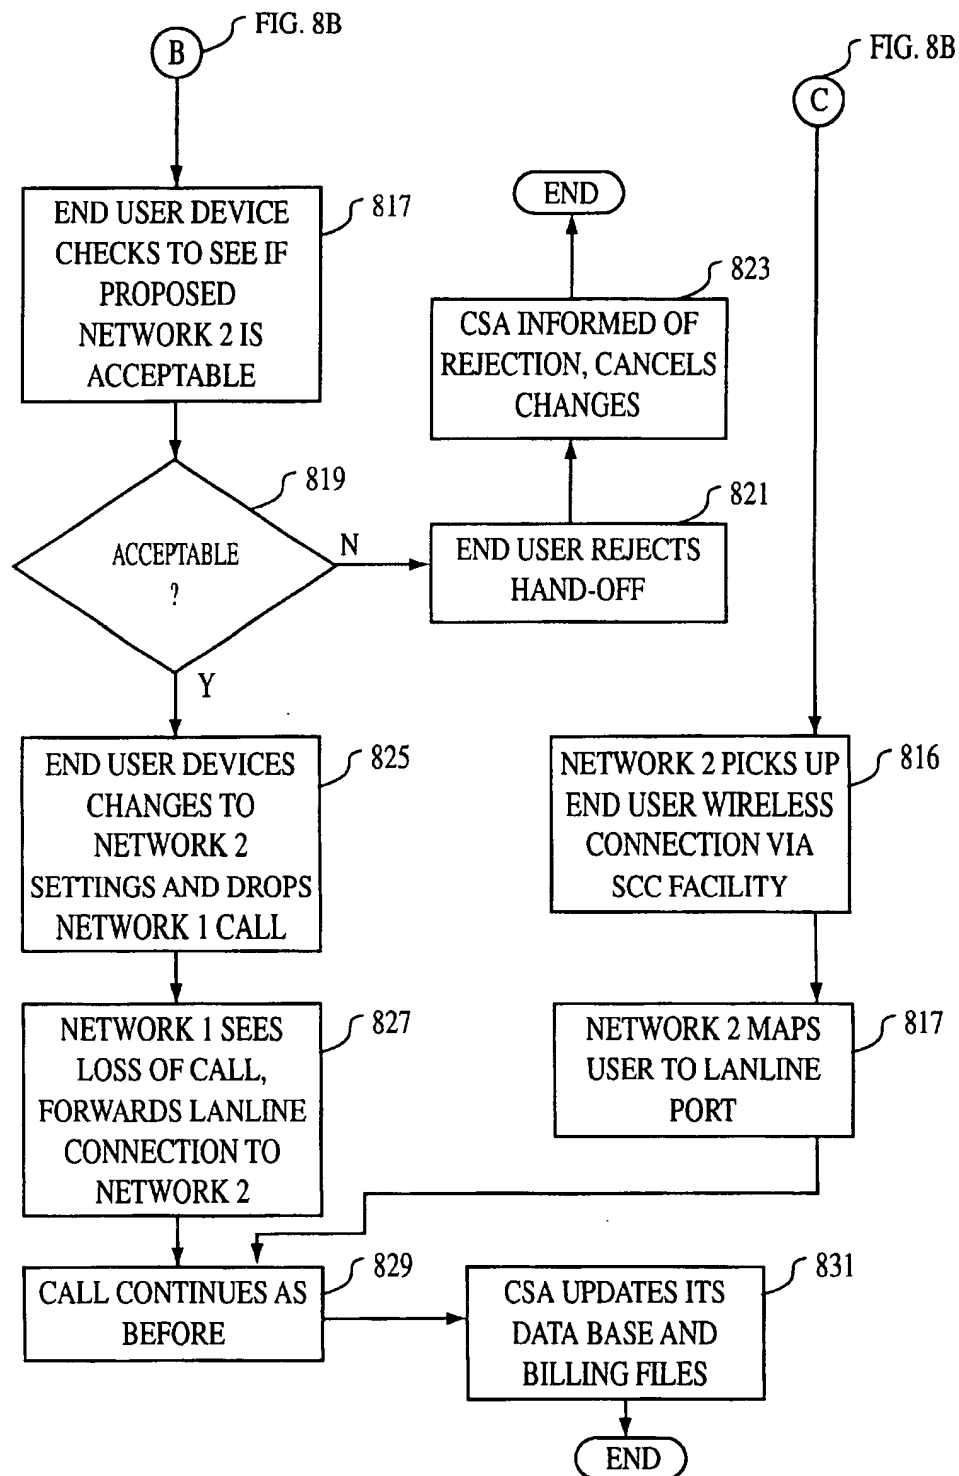 FIG. 8B
B
END USER DEVICE
CHECKS TO SEE IF
PROPOSED
NETWORK 2 IS
ACCEPTABLE
817
ACCEPTABLE
?
819
N
Y
END USER REJECTS
HAND-OFF
821
CSA INFORMED OF
REJECTION, CANCELS
CHANGES
823
END
END USER DEVICES
CHANGES TO
NETWORK 2
SETTINGS AND DROPS
NETWORK 1 CALL
825
NETWORK 1 SEES
LOSS OF CALL,
FORWARDS LANLINE
CONNECTION TO
NETWORK 2
827
FIG. 8B
C
NETWORK 2 PICKS UP
END USER WIRELESS
CONNECTION VIA
SCC FACILITY
816
NETWORK 2 MAPS
USER TO LANLINE
PORT
817
CALL CONTINUES AS
BEFORE
829
CSA UPDATES ITS
DATA BASE AND
BILLING FILES
831
END